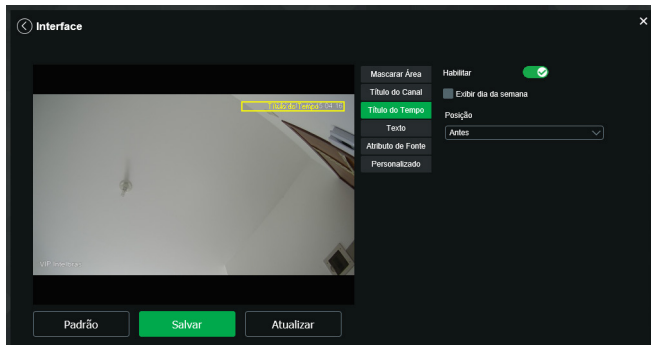 Interface
Mascarar Área
Título do Canal
Título do Tempo
Texto
Atributo de Fonte
Personalizado
Habilitar
Exibir dia da semana
Posição
Antes
Título do Tempo
Padrão
Salvar
Atualizar